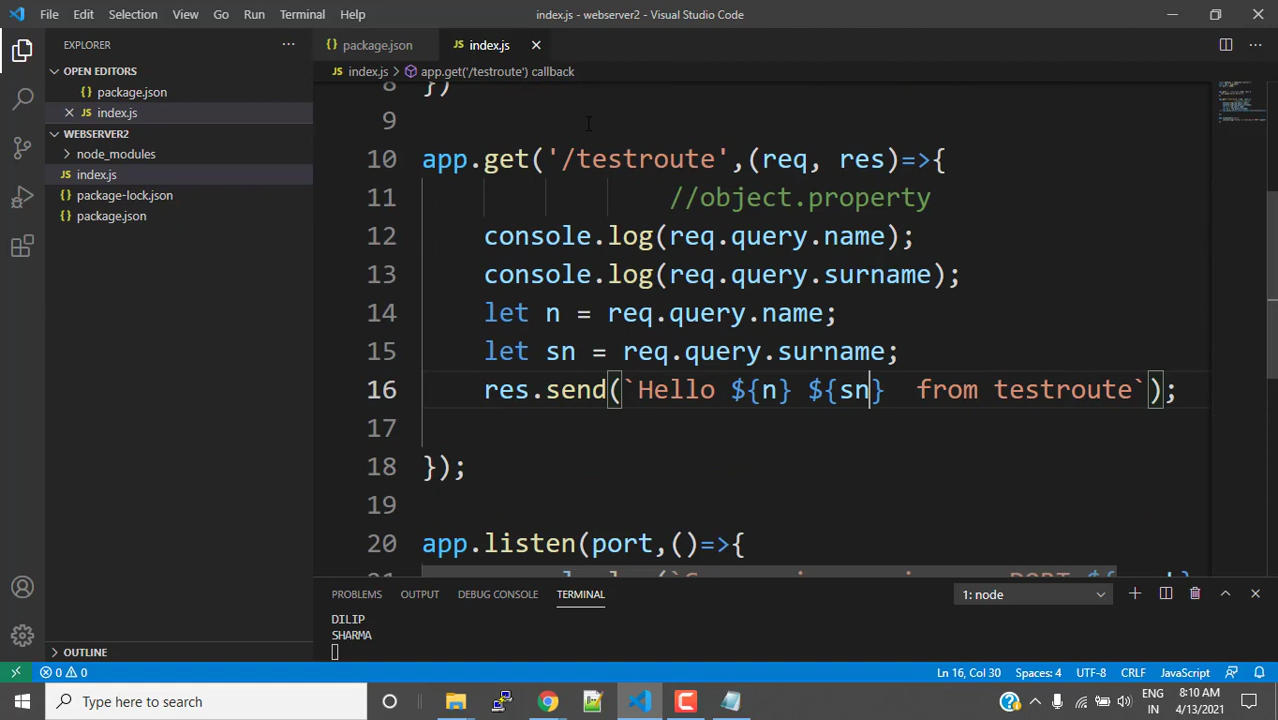 File Edit Selection View Go Run Terminal Help index.js - webserver2 - Visual Studio Code
EXPLORER
package.json
index.js
index.js > app.get('/testroute') callback
OPEN EDITORS
package.json
index.js
WEBSERVER2
node_modules
index.js
package-lock.json
package.json
OUTLINE
8 })
9
10 app.get('/testroute',(req, res)=>{
11 //object.property
12 console.log(req.query.name);
13 console.log(req.query.surname);
14 let n = req.query.name;
15 let sn = req.query.surname;
16 res.send(`Hello ${n} ${sn}  from testroute`);
17
18 });
19
20 app.listen(port,()=>{
PROBLEMS OUTPUT DEBUG CONSOLE TERMINAL 1: node
DILIP
SHARMA
0 0 Ln 16, Col 30 Spaces: 4 UTF-8 CRLF JavaScript
Type here to search
ENG
IN
8:10 AM
4/13/2021